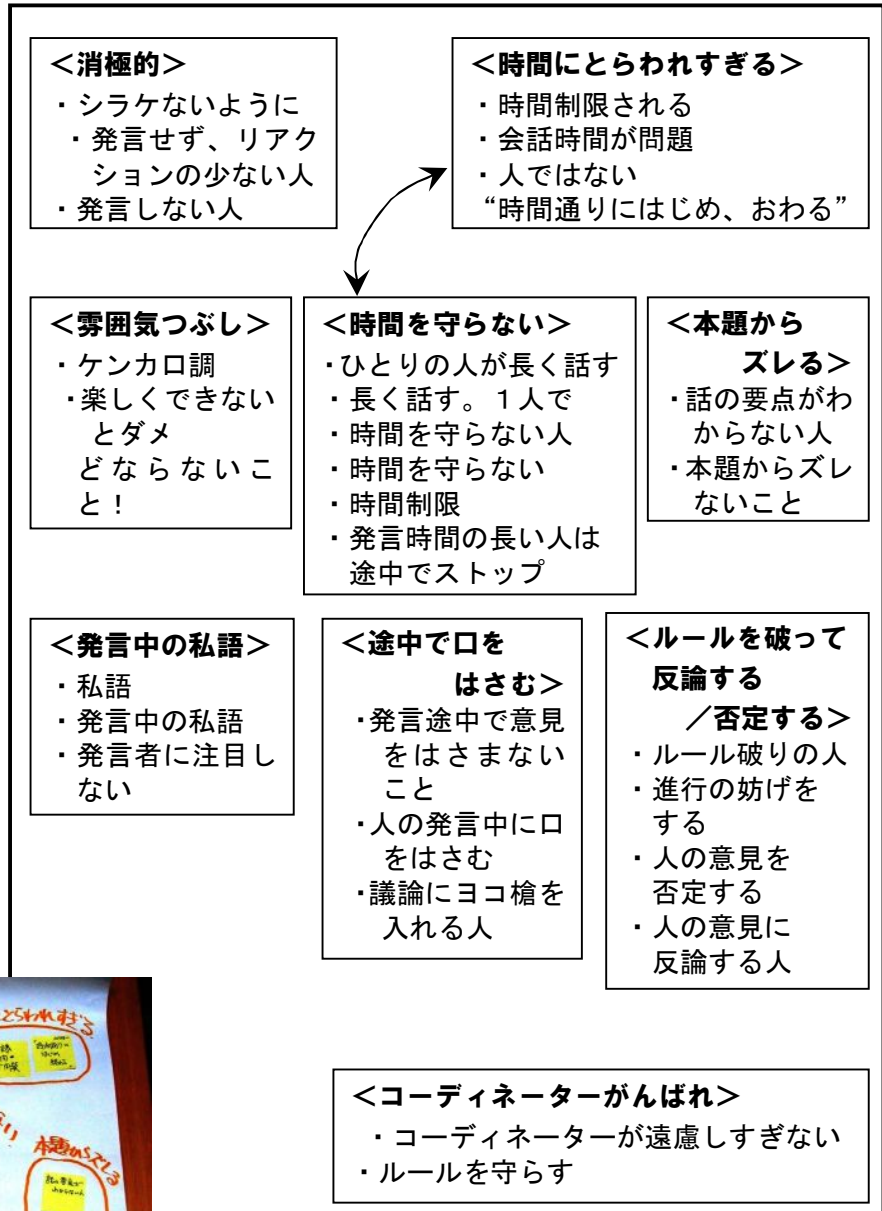 ＜消極的＞
・シラケないように
・発言せず、リアク
ションの少ない人
・発言しない人
＜時間にとらわれすぎる＞
・時間制限される
・会話時間が問題
・人ではない
“時間通りにはじめ、おわる”
＜雰囲気つぶし＞
・ケンカ口調
・楽しくできない
とダメ
どならないこ
と！
＜時間を守らない＞
・ひとりの人が長く話す
・長く話す。１人で
・時間を守らない人
・時間を守らない
・時間制限
・発言時間の長い人は
途中でストップ
＜本題から
ズレる＞
・話の要点がわ
からない人
・本題からズレ
ないこと
＜発言中の私語＞
・私語
・発言中の私語
・発言者に注目し
ない
＜途中で口を
はさむ＞
・発言途中で意見
をはさまない
こと
・人の発言中に口
をはさむ
・議論にヨコ槍を
入れる人
＜ルールを破って
反論する
／否定する＞
・ルール破りの人
・進行の妨げを
する
・人の意見を
否定する
・人の意見に
反論する人
とらわれすぎる
本題からズレる
＜コーディネーターがんばれ＞
・コーディネーターが遠慮しすぎない
・ルールを守らす